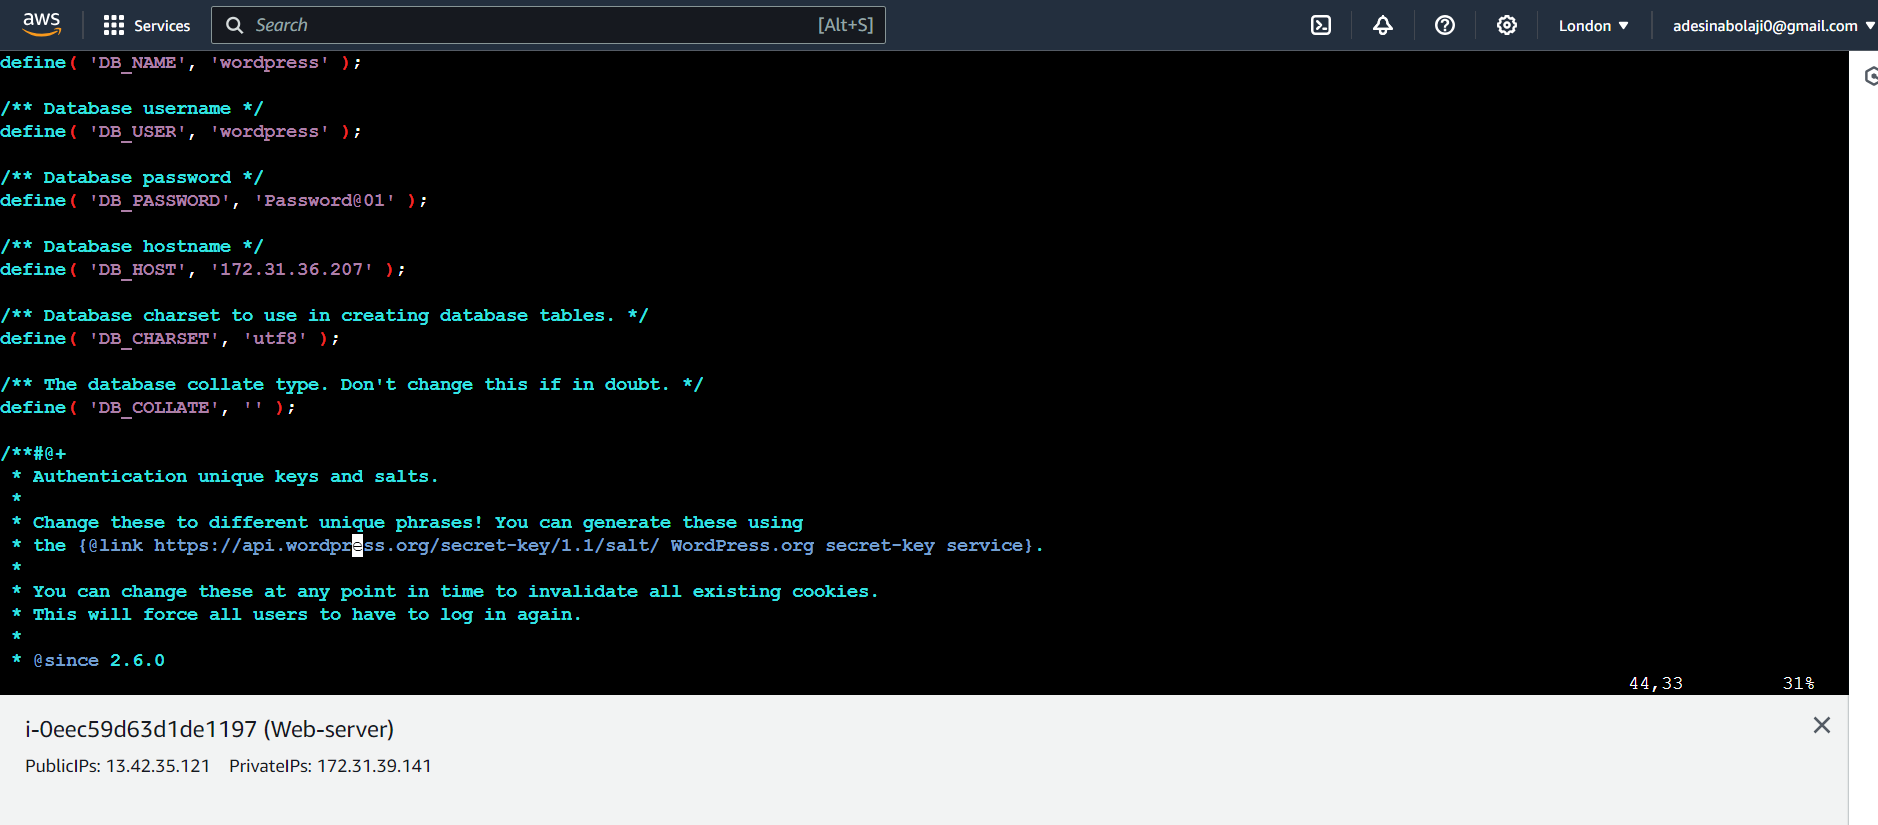 aws Services Search [Alt+S] London adesinabolaji0@gmail.com
define( 'DB_NAME', 'wordpress' );
/** Database username */
define( 'DB_USER', 'wordpress' );
/** Database password */
define( 'DB_PASSWORD', 'Password@01' );
/** Database hostname */
define( 'DB_HOST', '172.31.36.207' );
/** Database charset to use in creating database tables. */
define( 'DB_CHARSET', 'utf8' );
/** The database collate type. Don't change this if in doubt. */
define( 'DB_COLLATE', '' );
/**#@+
 * Authentication unique keys and salts.
 *
 * Change these to different unique phrases! You can generate these using
 * the {@link https://api.wordpress.org/secret-key/1.1/salt/ WordPress.org secret-key service}.
 *
 * You can change these at any point in time to invalidate all existing cookies.
 * This will force all users to have to log in again.
 *
 * @since 2.6.0
44,33 31%
i-0eec59d63d1de1197 (Web-server)
PublicIPs: 13.42.35.121 PrivateIPs: 172.31.39.141